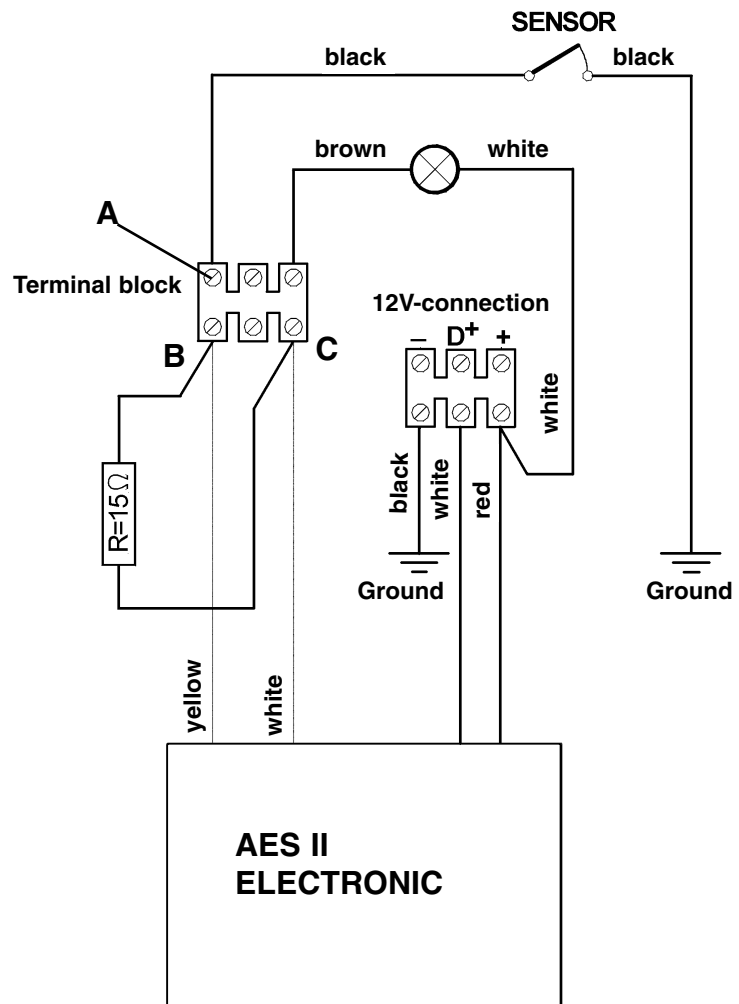 SENSOR
black
black
brown
white
A
Terminal block
12V-connection
– D+ +
B
C
white
black
white
red
R=15Ω
Ground
Ground
yellow
white
AES II
ELECTRONIC